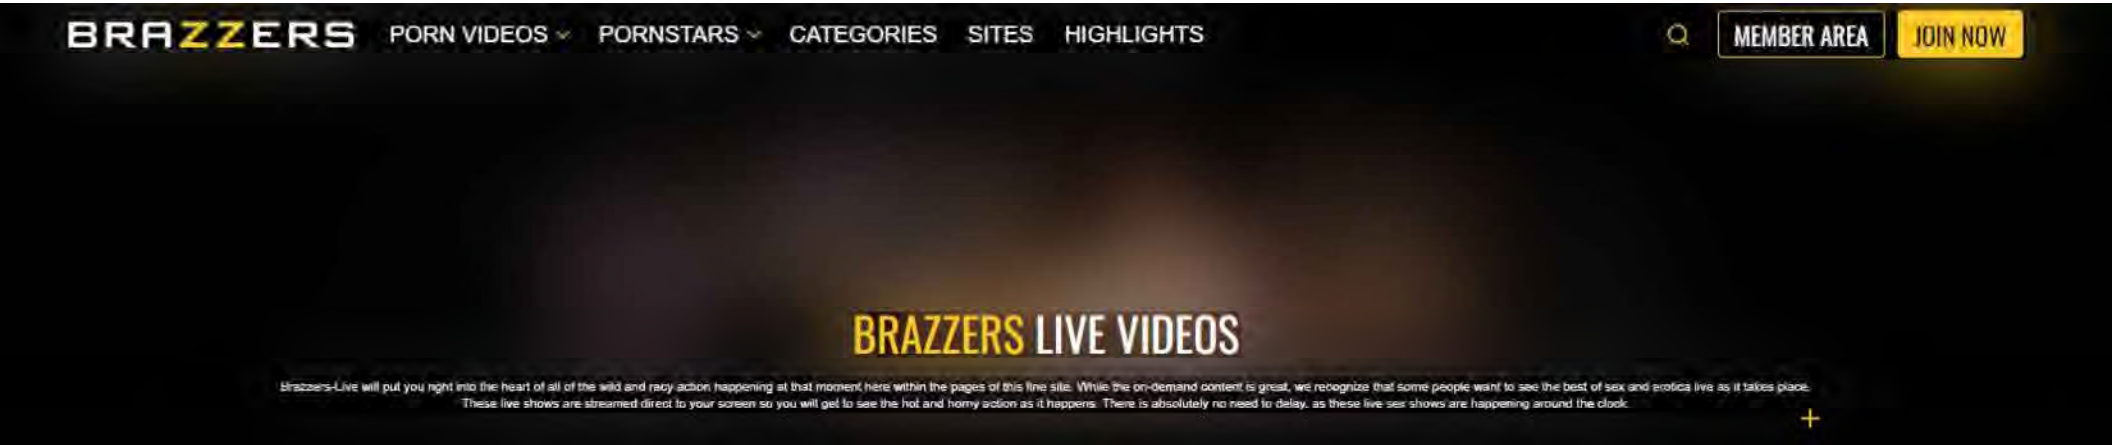 BRAZZERS PORN VIDEOS PORNSTARS CATEGORIES SITES HIGHLIGHTS MEMBER AREA JOIN NOW
BRAZZERS LIVE VIDEOS
Brazzers-Live will put you right into the heart of all of the wild and racy action happening at that moment here within the pages of this fine site. While the on-demand content is great, we recognize that some people want to see the best of sex and erotica live as it takes place.
These live shows are streamed direct to your screen so you will get to see the hot and horny action as it happens. There is absolutely no need to delay, as these live sex shows are happening around the clock.